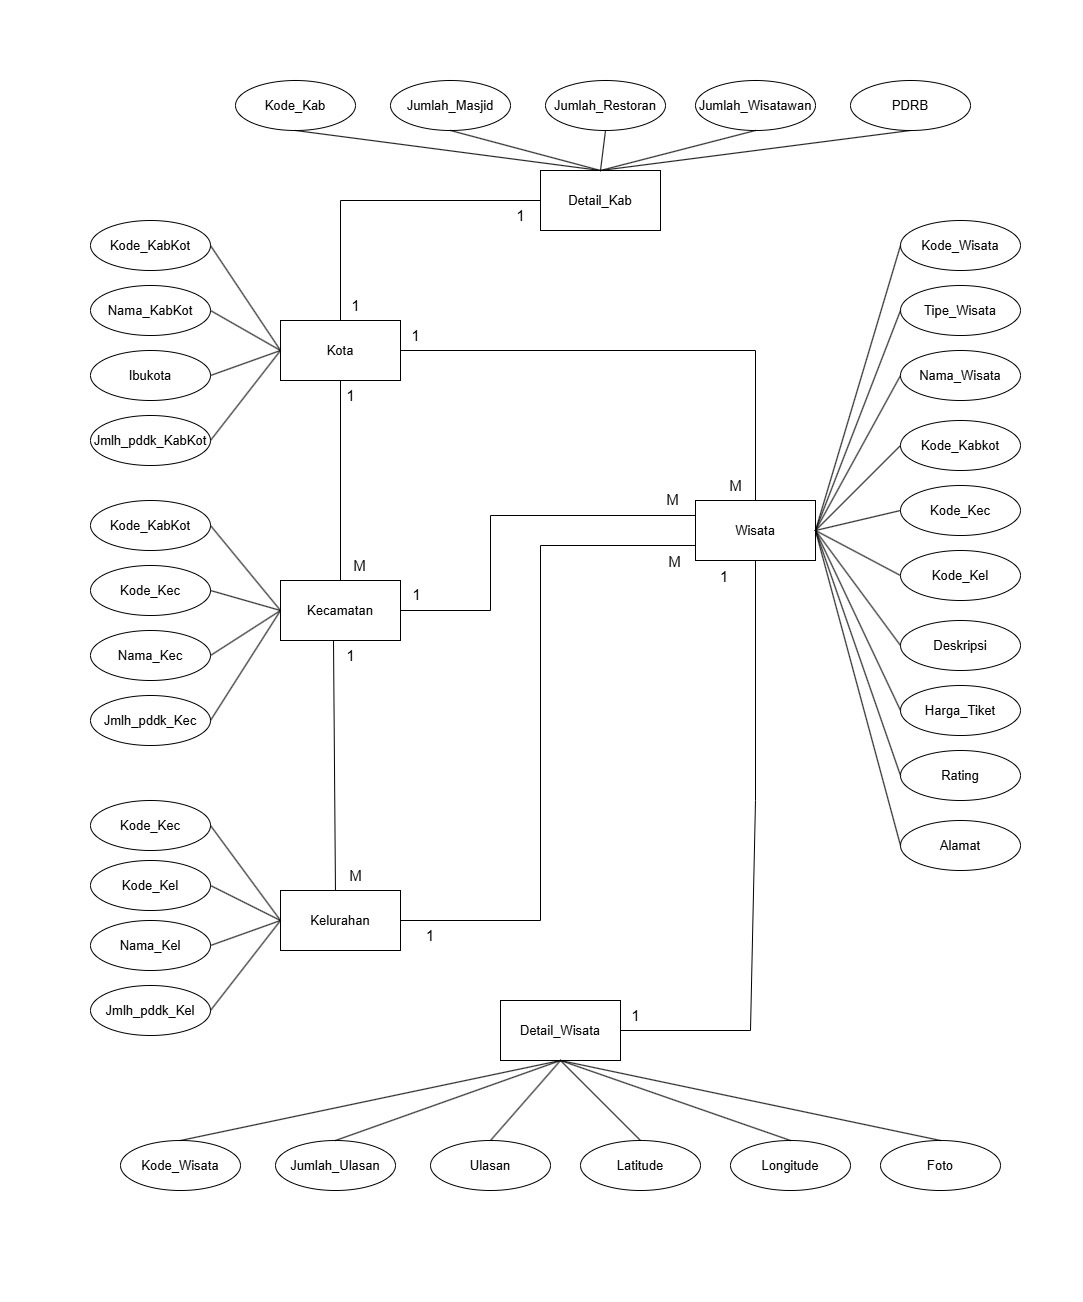 Kode_Kab
Jumlah_Masjid
Jumlah_Restoran
Jumlah_Wisatawan
PDRB
Detail_Kab
1
1
Kode_KabKot
Nama_KabKot
Ibukota
Jmlh_pddk_KabKot
Kota
1
1
Kode_Wisata
Tipe_Wisata
Nama_Wisata
Kode_Kabkot
Kode_Kec
Kode_Kel
Deskripsi
Harga_Tiket
Rating
Alamat
M
M
Wisata
M
1
Kode_KabKot
Kode_Kec
Nama_Kec
Jmlh_pddk_Kec
M
Kecamatan
1
1
Kode_Kec
Kode_Kel
Nama_Kel
Jmlh_pddk_Kel
M
Kelurahan
1
Detail_Wisata
1
Kode_Wisata
Jumlah_Ulasan
Ulasan
Latitude
Longitude
Foto